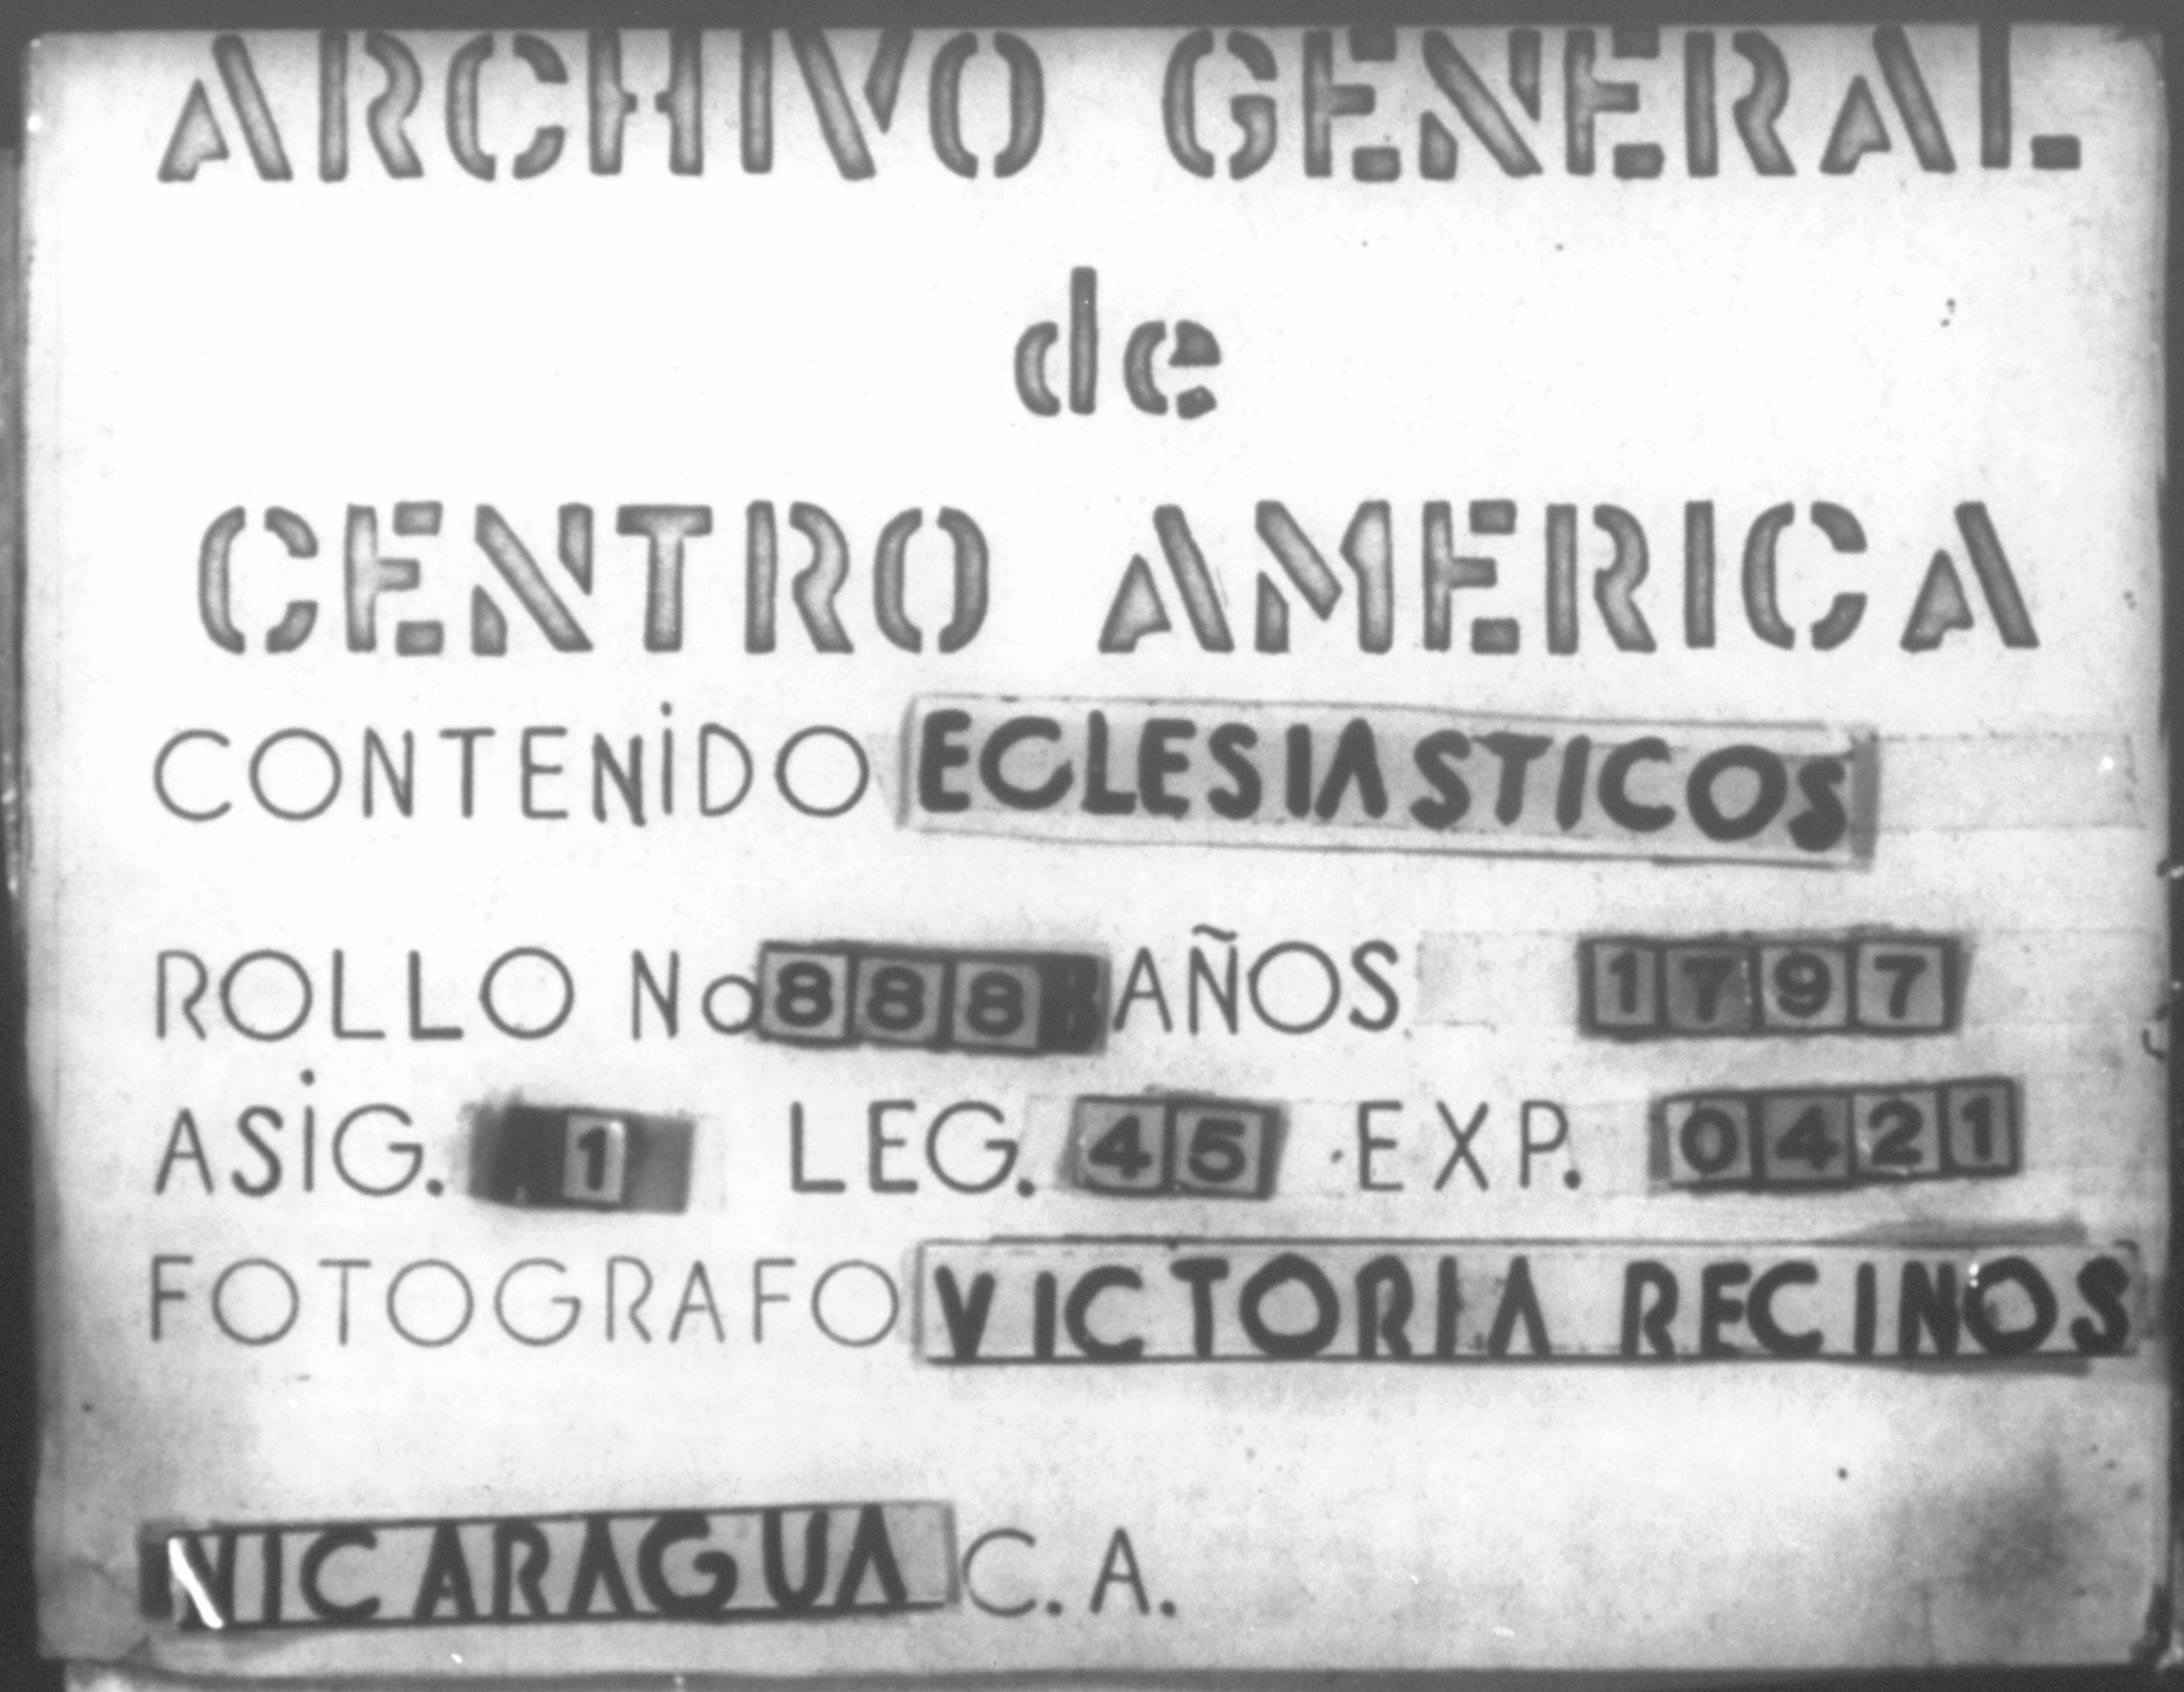 ARCHIVO GENERAL
de
CENTRO AMERICA
CONTENIDO ECLESIASTICOS
ROLLO No 888 AÑOS 1797
ASIG. 1 LEG. 45 EXP. 0421
FOTOGRAFO VICTORIA RECINOS
NICARAGUA C.A.